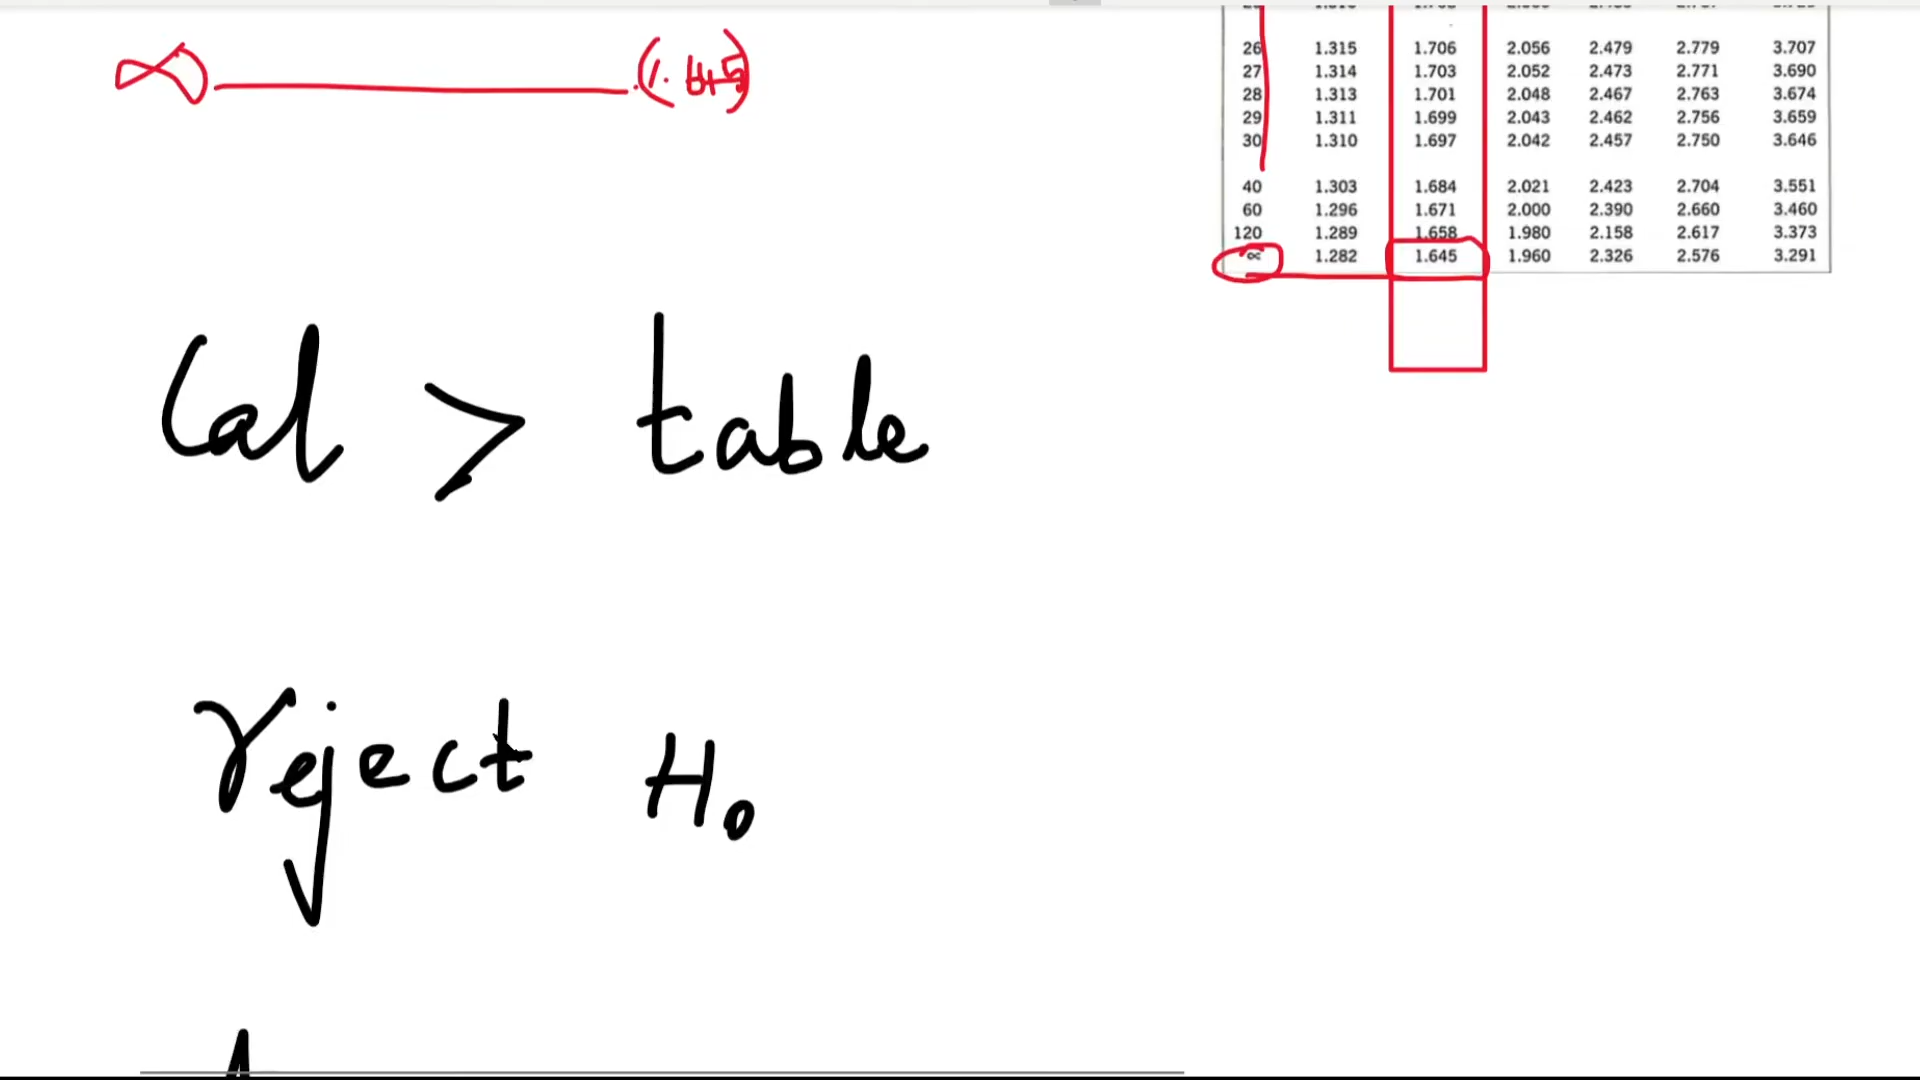 ∞ (1.645)
26 1.315 1.706 2.056 2.479 2.779 3.707
27 1.314 1.703 2.052 2.473 2.771 3.690
28 1.313 1.701 2.048 2.467 2.763 3.674
29 1.311 1.699 2.043 2.462 2.756 3.659
30 1.310 1.697 2.042 2.457 2.750 3.646
40 1.303 1.684 2.021 2.423 2.704 3.551
60 1.296 1.671 2.000 2.390 2.660 3.460
120 1.289 1.658 1.980 2.158 2.617 3.373
∞ 1.282 1.645 1.960 2.326 2.576 3.291
Cal > table
reject H₀